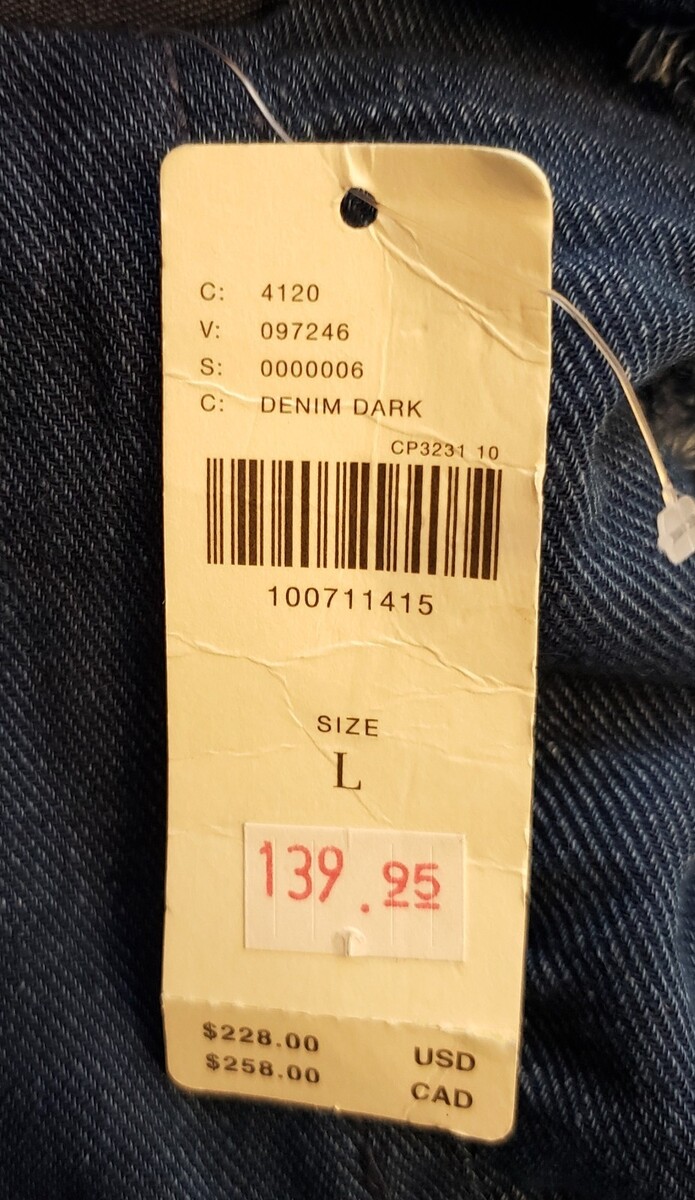 C: 4120
V: 097246
S: 0000006
C: DENIM DARK
CP3231 10
100711415
SIZE
L
139.95
$228.00 USD
$258.00 CAD